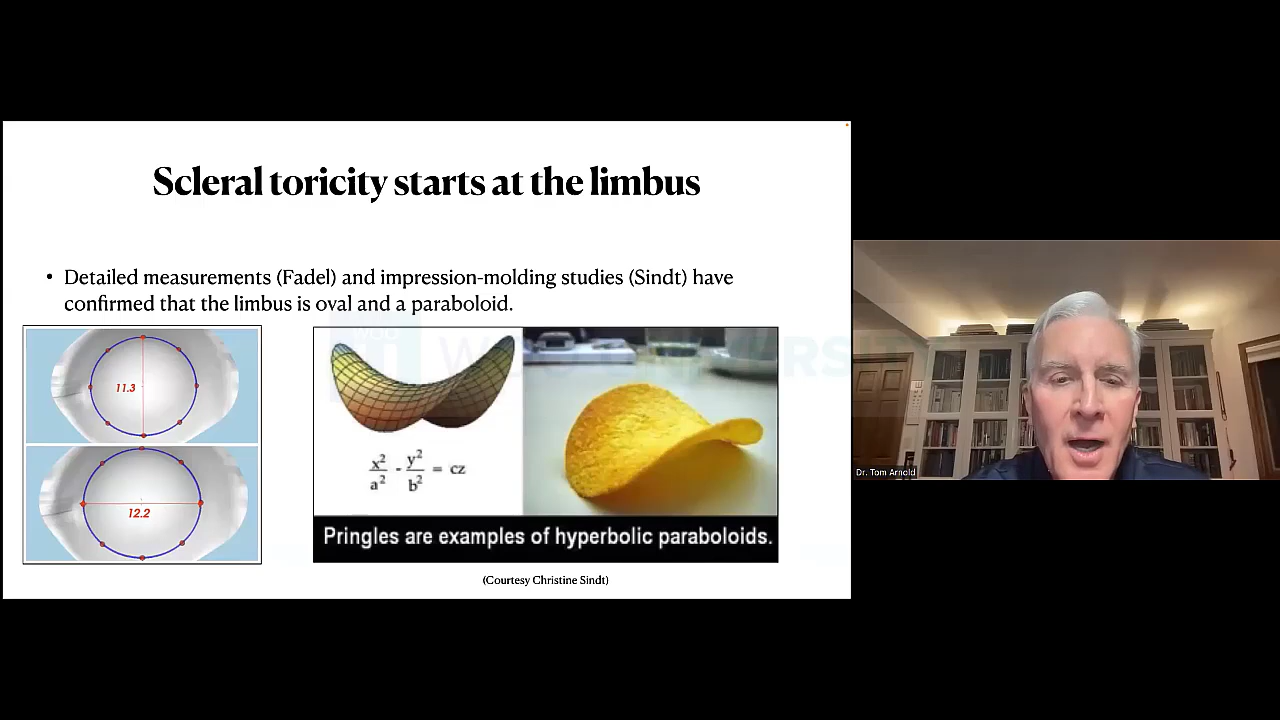 Scleral toricity starts at the limbus
• Detailed measurements (Fadel) and impression-molding studies (Sindt) have
confirmed that the limbus is oval and a paraboloid.
11.3
12.2
x² / a² - y² / b² = cz
Pringles are examples of hyperbolic paraboloids.
(Courtesy Christine Sindt)
Dr. Tom Arnold